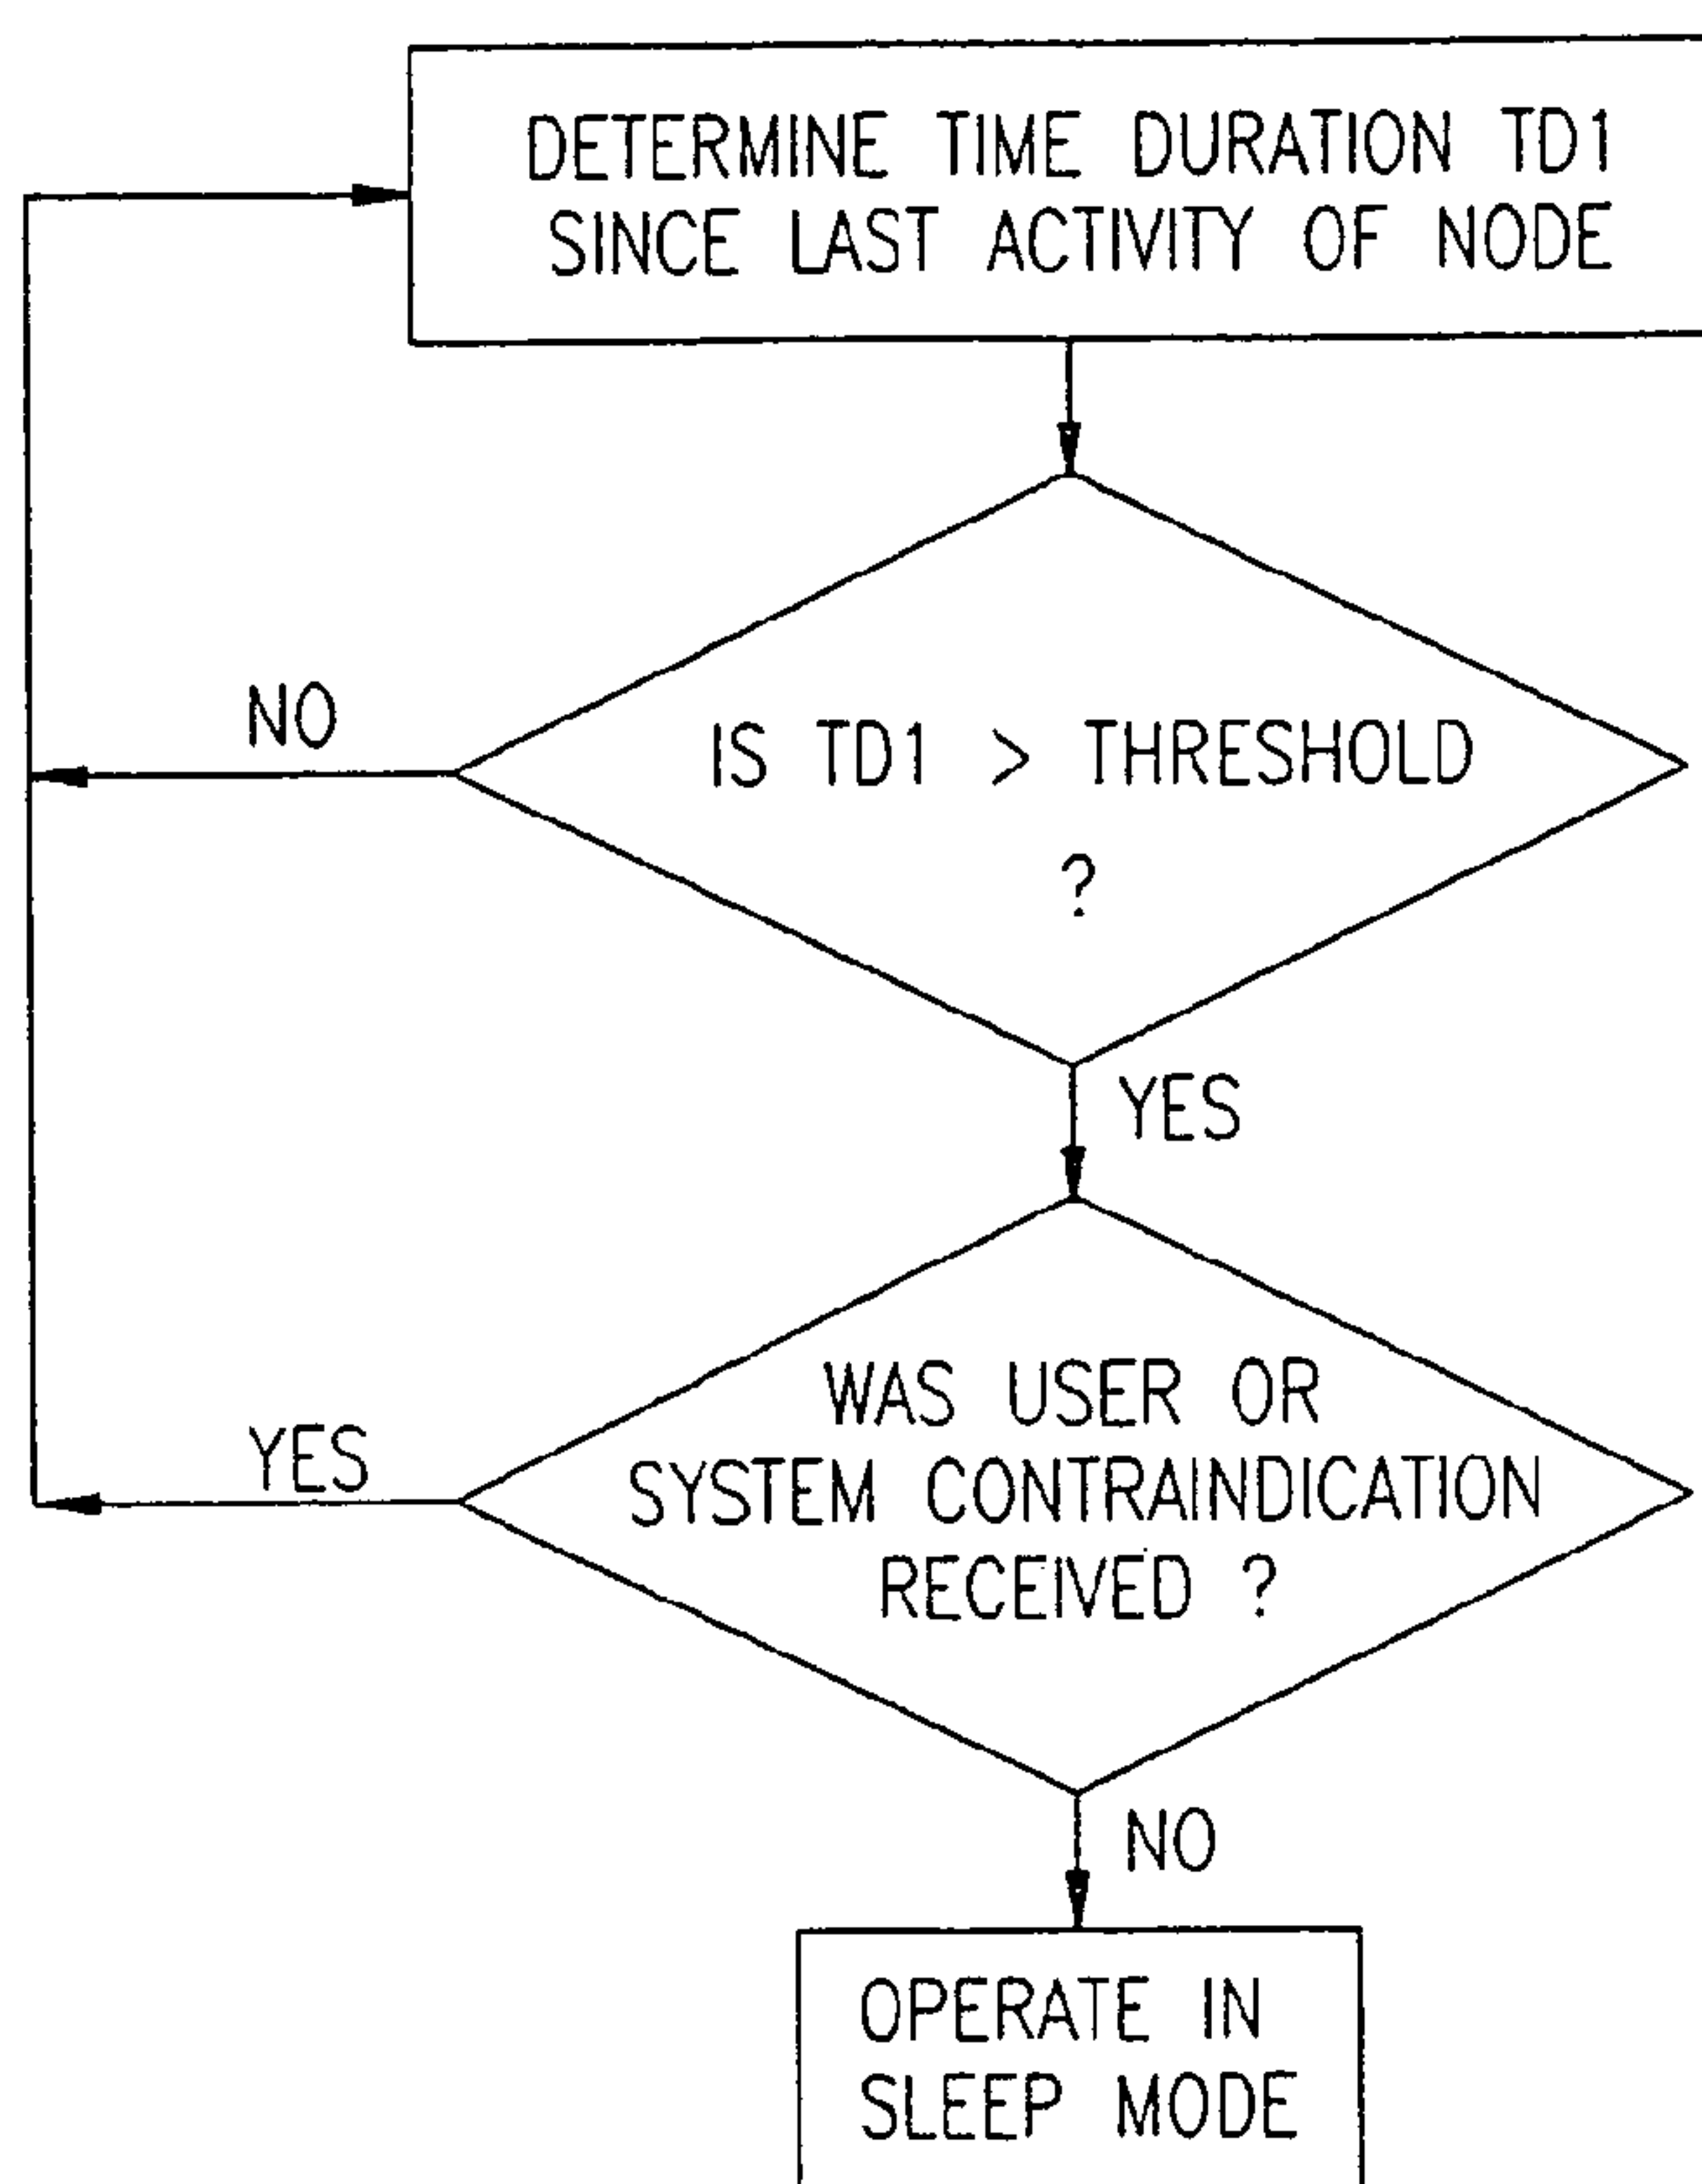 DETERMINE TIME DURATION TD1
SINCE LAST ACTIVITY OF NODE
NO
IS TD1 > THRESHOLD
?
YES
WAS USER OR
YES
SYSTEM CONTRAINDICATION
RECEIVED ?
NO
OPERATE IN
SLEEP MODE